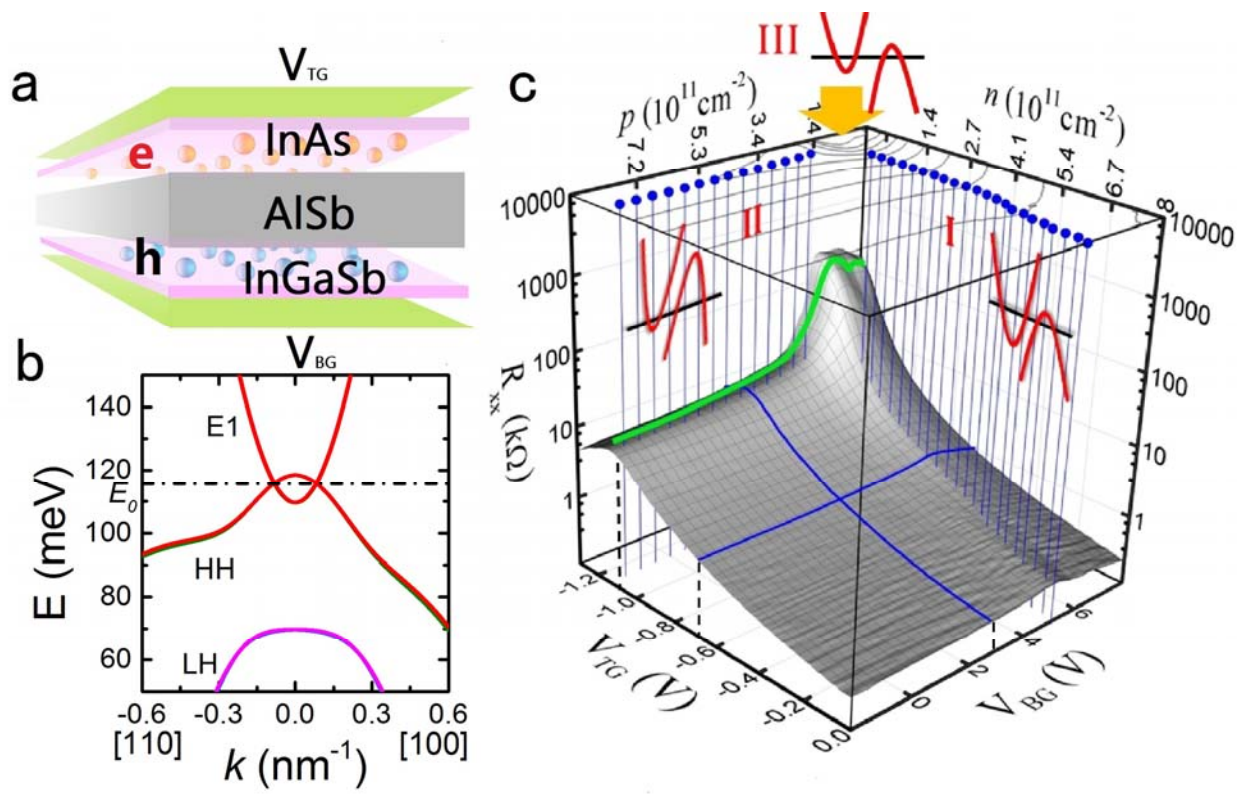 a
V_TG
InAs
e
AlSb
h
InGaSb
V_BG
b
E (meV)
140
120
100
80
60
E1
E_0
HH
LH
-0.6 -0.3 0.0 0.3 0.6
[110] [100]
k (nm⁻¹)
c
III
p (10¹¹cm⁻²)
7.2 5.3 3.4 1.4
n (10¹¹cm⁻²)
1.4 2.7 4.1 5.4 6.7 8
II
I
10000
1000
100
10
1
R_xx (kΩ)
10000
1000
100
10
1
-1.2 -1.0 -0.8 -0.6 -0.4 -0.2 0.0
V_TG (V)
0 2 4 6
V_BG (V)